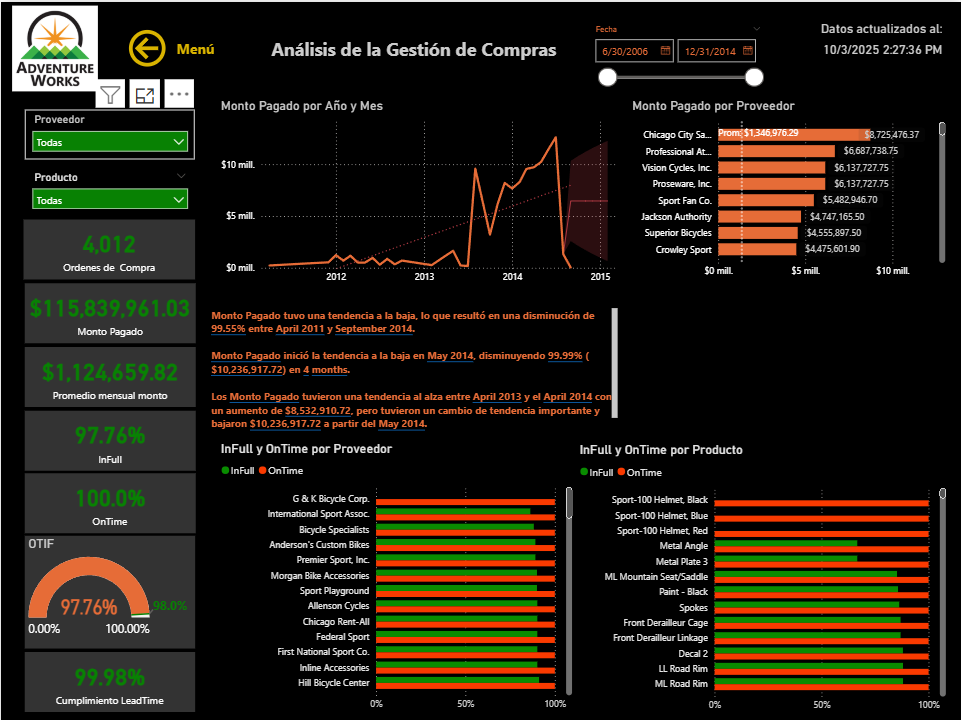 ADVENTURE
WORKS
Menú
Análisis de la Gestión de Compras
Fecha
6/30/2006
12/31/2014
Datos actualizados al:
10/3/2025 2:27:36 PM
Proveedor
Todas
Producto
Todas
4,012
Ordenes de Compra
$115,839,961.03
Monto Pagado
$1,124,659.82
Promedio mensual monto
97.76%
InFull
100.0%
OnTime
OTIF
97.76%
98.0%
0.00%
100.00%
99.98%
Cumplimiento LeadTime
Monto Pagado por Año y Mes
$10 mill.
$5 mill.
$0 mill.
2012
2013
2014
2015
Monto Pagado por Proveedor
Prom: $1,346,976.29
Chicago City Sa... $8,725,476.37
Professional At... $6,687,738.75
Vision Cycles, Inc. $6,137,727.75
Proseware, Inc. $6,137,727.75
Sport Fan Co. $5,482,946.70
Jackson Authority $4,747,165.50
Superior Bicycles $4,555,897.50
Crowley Sport $4,475,601.90
$0 mill.
$5 mill.
$10 mill.
Monto Pagado tuvo una tendencia a la baja, lo que resultó en una disminución de
99.55% entre April 2011 y September 2014.
Monto Pagado inició la tendencia a la baja en May 2014, disminuyendo 99.99% (
$10,236,917.72) en 4 months.
Los Monto Pagado tuvieron una tendencia al alza entre April 2013 y el April 2014 con
un aumento de $8,532,910.72, pero tuvieron un cambio de tendencia importante y
bajaron $10,236,917.72 a partir del May 2014.
InFull y OnTime por Proveedor
InFull OnTime
G & K Bicycle Corp.
International Sport Assoc.
Bicycle Specialists
Anderson's Custom Bikes
Premier Sport, Inc.
Morgan Bike Accessories
Sport Playground
Allenson Cycles
Chicago Rent-All
Federal Sport
First National Sport Co.
Inline Accessories
Hill Bicycle Center
0%
50%
100%
InFull y OnTime por Producto
InFull OnTime
Sport-100 Helmet, Black
Sport-100 Helmet, Blue
Sport-100 Helmet, Red
Metal Angle
Metal Plate 3
ML Mountain Seat/Saddle
Paint - Black
Spokes
Front Derailleur Cage
Front Derailleur Linkage
Decal 2
LL Road Rim
ML Road Rim
0%
50%
100%